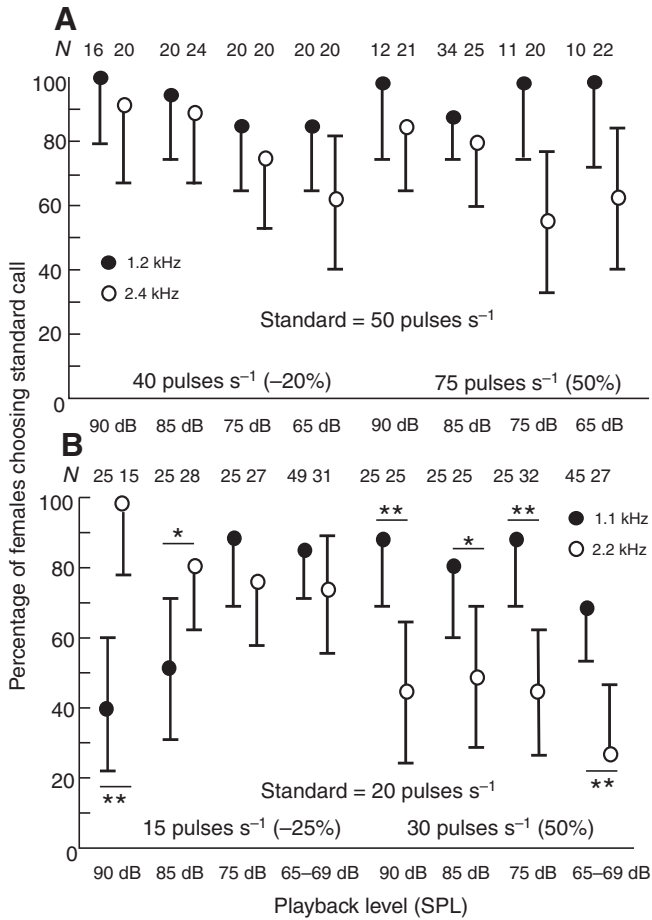 A
N 16 20 20 24 20 20 20 20 12 21 34 25 11 20 10 22
100
80
60
40
20
0
1.2 kHz
2.4 kHz
Standard = 50 pulses s⁻¹
40 pulses s⁻¹ (–20%) 75 pulses s⁻¹ (50%)
90 dB 85 dB 75 dB 65 dB 90 dB 85 dB 75 dB 65 dB
Percentage of females choosing standard call
B
N 25 15 25 28 25 27 49 31 25 25 25 25 25 32 45 27
100
80
60
40
20
0
** * ** * ** **
1.1 kHz
2.2 kHz
Standard = 20 pulses s⁻¹
15 pulses s⁻¹ (–25%) 30 pulses s⁻¹ (50%)
90 dB 85 dB 75 dB 65–69 dB 90 dB 85 dB 75 dB 65–69 dB
Playback level (SPL)